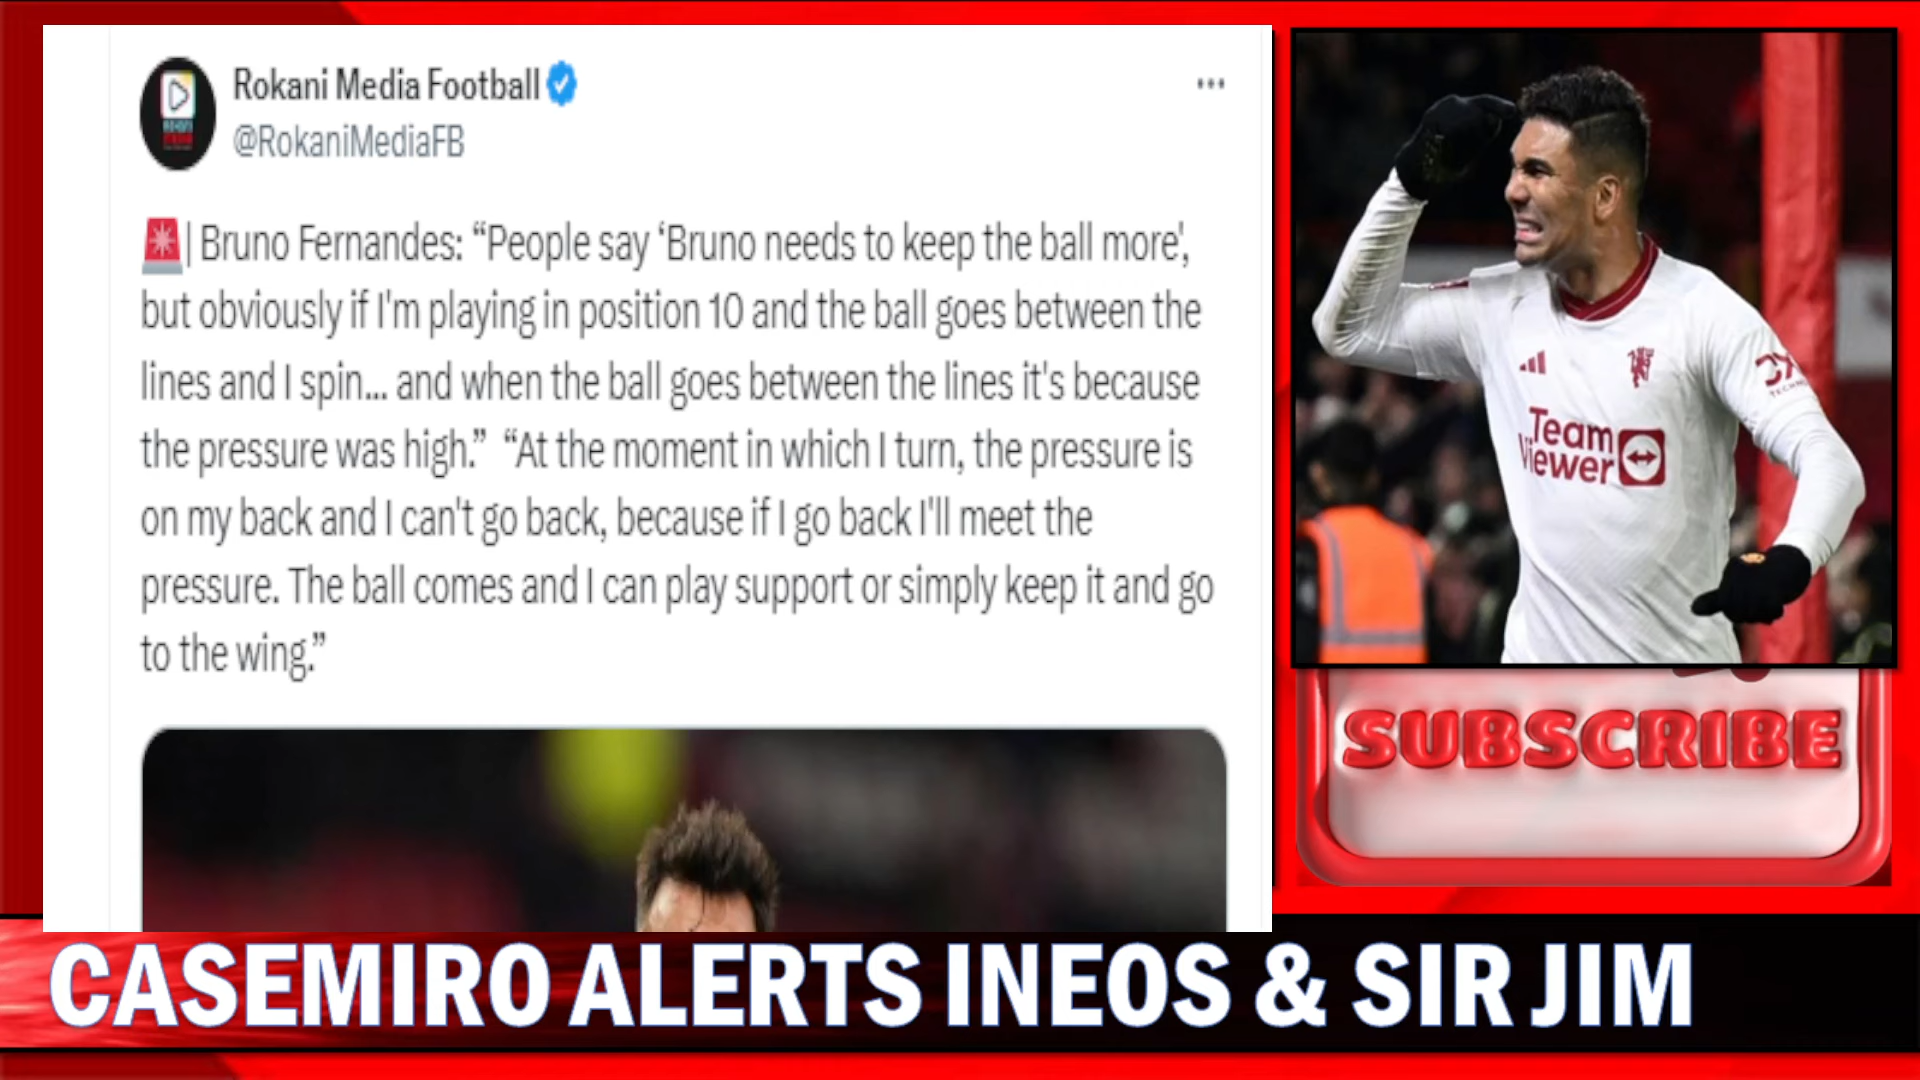 Rokani Media Football
@RokaniMediaFB
| Bruno Fernandes: “People say ‘Bruno needs to keep the ball more',
but obviously if I'm playing in position 10 and the ball goes between the
lines and I spin... and when the ball goes between the lines it's because
the pressure was high.” “At the moment in which I turn, the pressure is
on my back and I can't go back, because if I go back I'll meet the
pressure. The ball comes and I can play support or simply keep it and go
to the wing.”
Team
Viewer
SUBSCRIBE
CASEMIRO ALERTS INEOS & SIR JIM